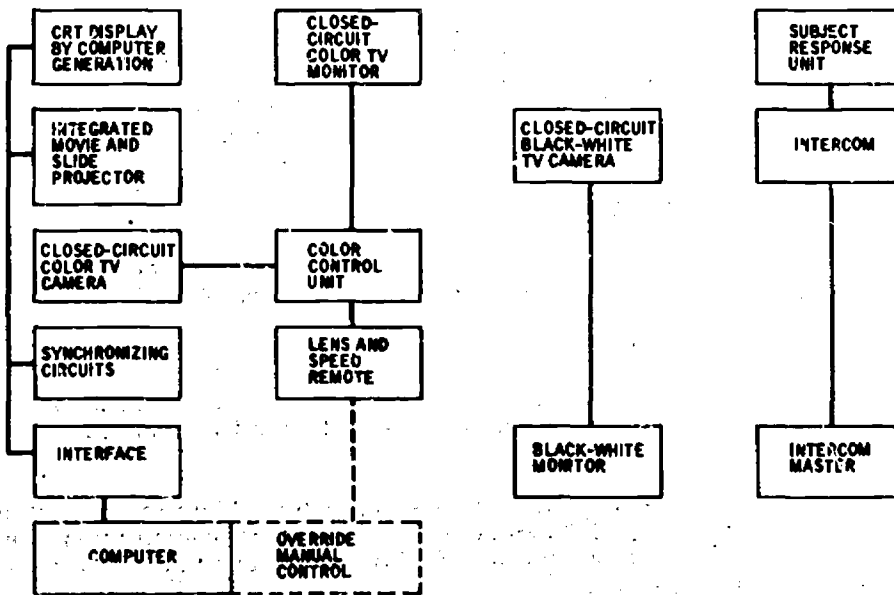 CRT DISPLAY
BY COMPUTER
GENERATION
CLOSED-
CIRCUIT
COLOR TV
MONITOR
SUBJECT
RESPONSE
UNIT
INTEGRATED
MOVIE AND
SLIDE
PROJECTOR
CLOSED-CIRCUIT
BLACK-WHITE
TV CAMERA
INTERCOM
CLOSED-CIRCUIT
COLOR TV
CAMERA
COLOR
CONTROL
UNIT
SYNCHRONIZING
CIRCUITS
LENS AND
SPEED
REMOTE
INTERFACE
BLACK-WHITE
MONITOR
INTERCOM
MASTER
COMPUTER
OVERRIDE
MANUAL
CONTROL